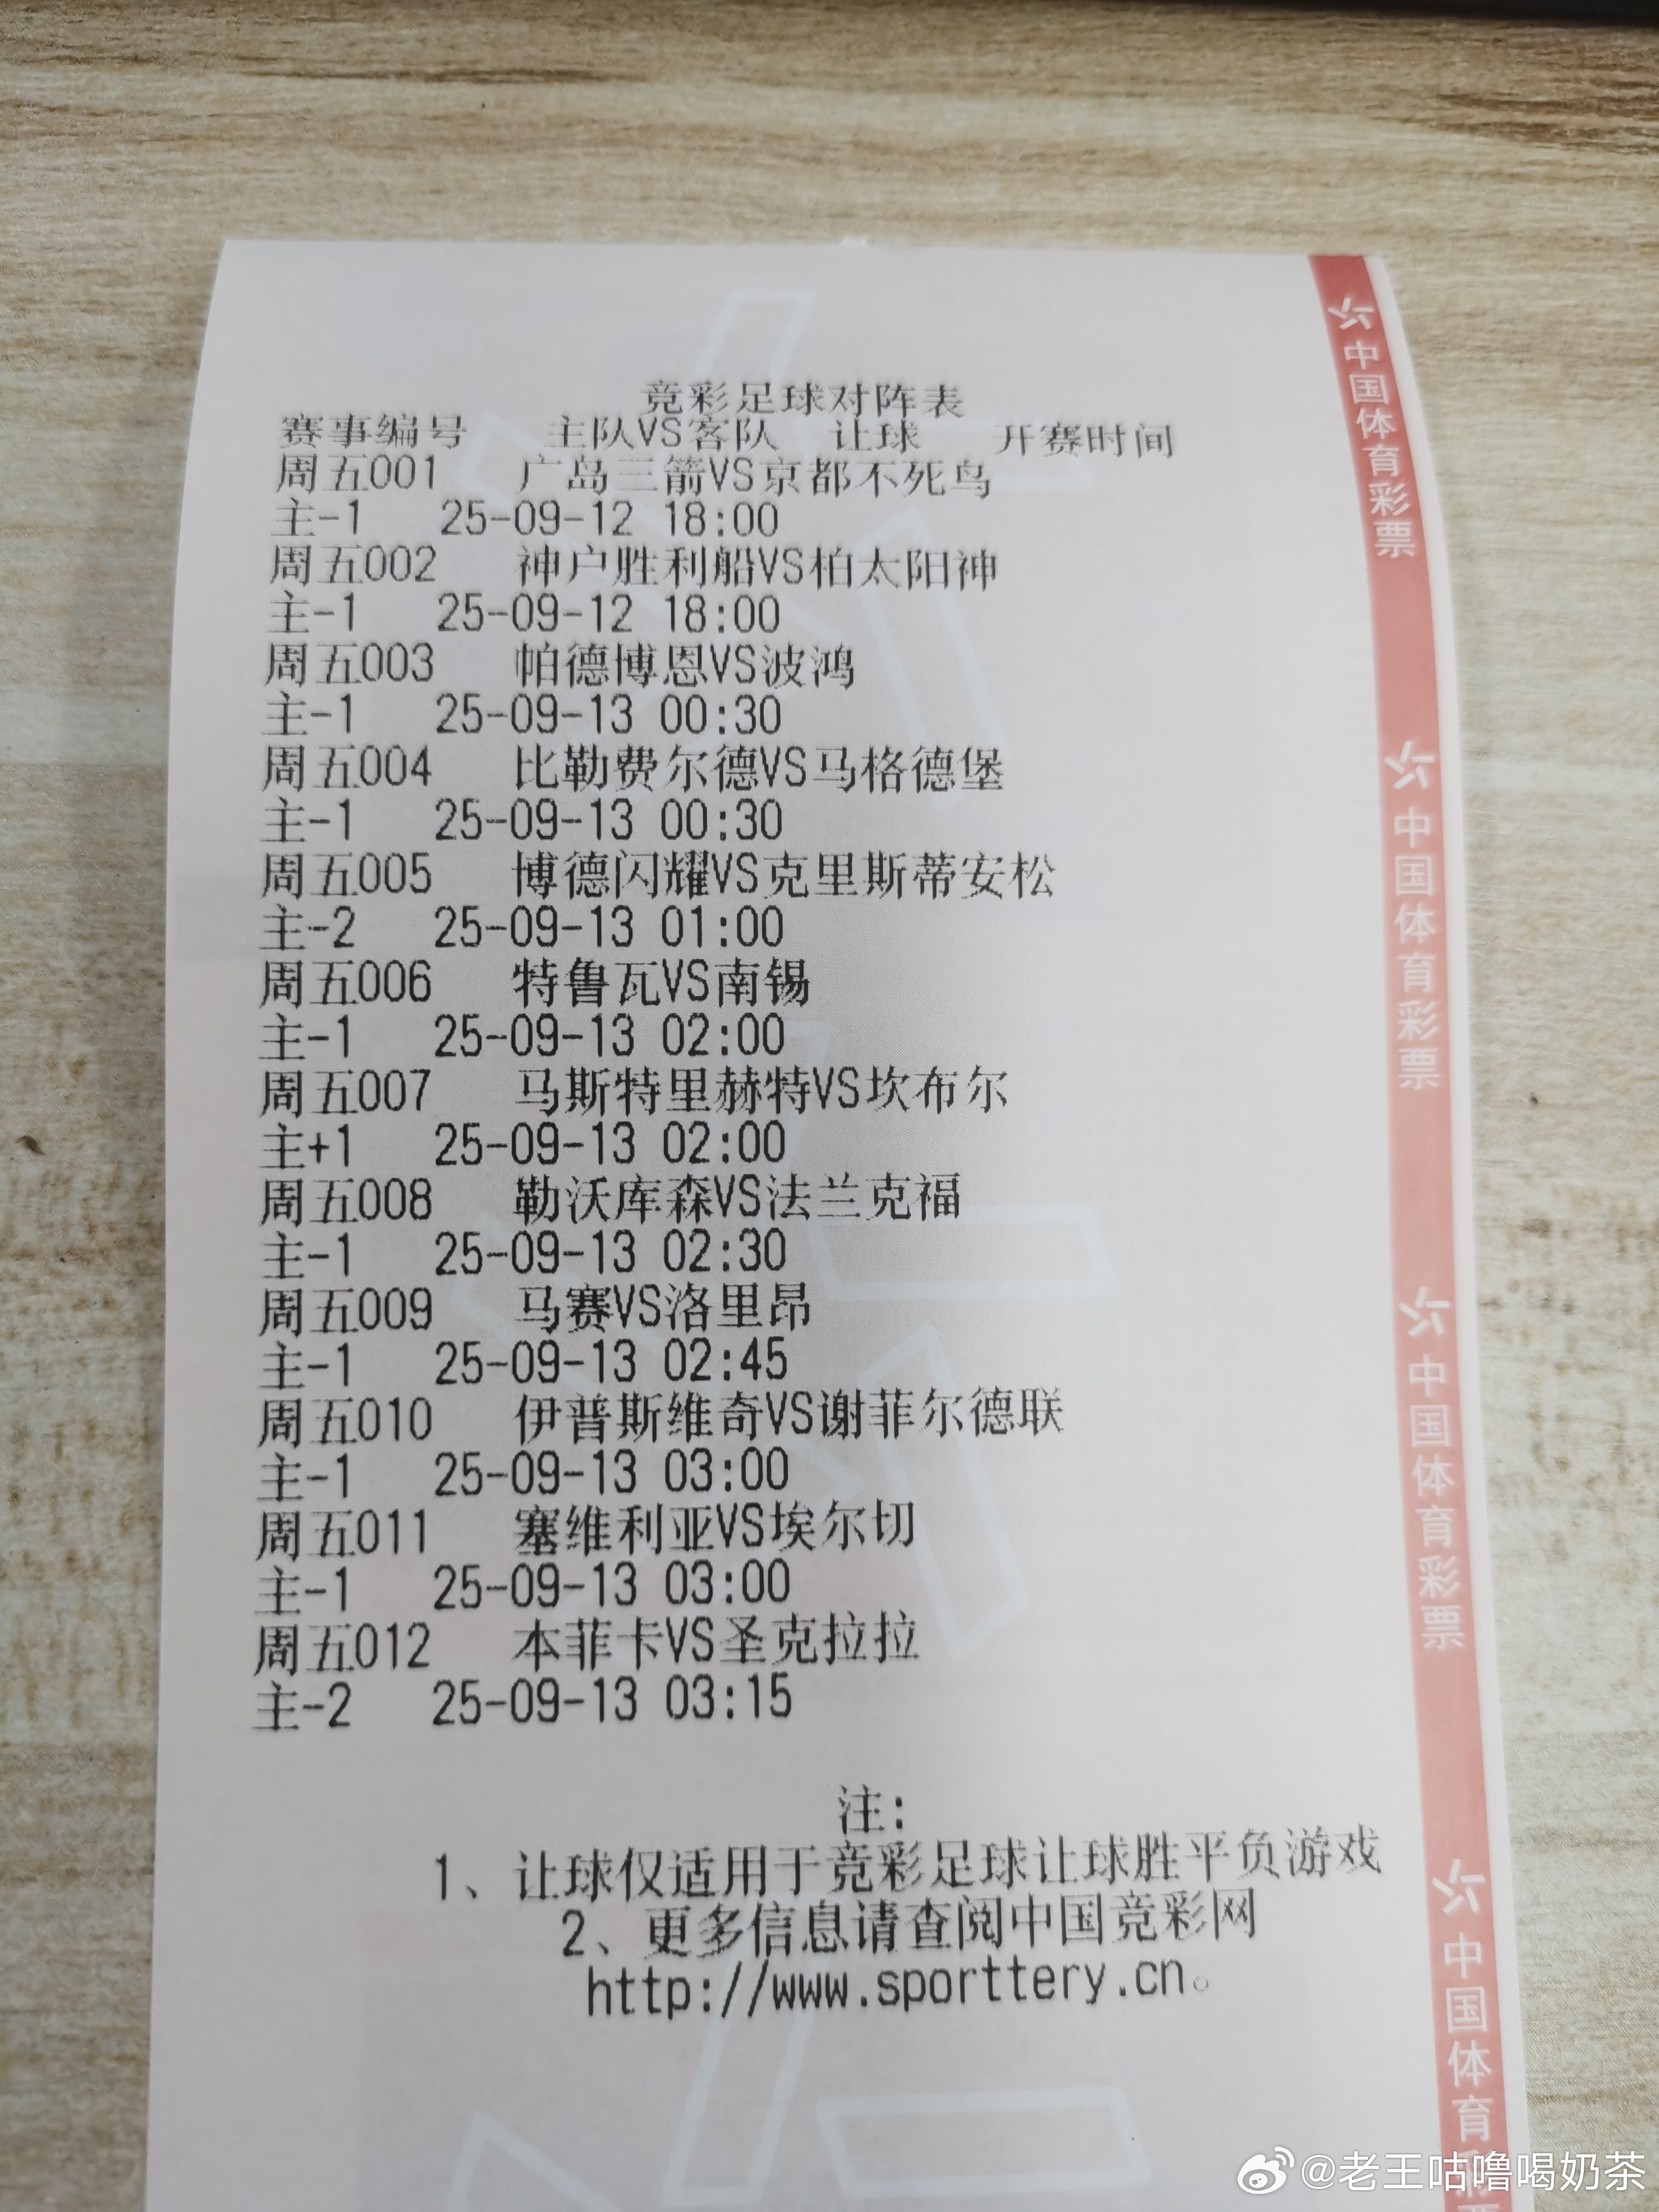 竞彩足球对阵表
赛事编号 主队VS客队 让球 开赛时间
周五001 广岛三箭VS京都不死鸟
主-1 25-09-12 18:00
周五002 神户胜利船VS柏太阳神
主-1 25-09-12 18:00
周五003 帕德博恩VS波鸿
主-1 25-09-13 00:30
周五004 比勒费尔德VS马格德堡
主-1 25-09-13 00:30
周五005 博德闪耀VS克里斯蒂安松
主-2 25-09-13 01:00
周五006 特鲁瓦VS南锡
主-1 25-09-13 02:00
周五007 马斯特里赫特VS坎布尔
主+1 25-09-13 02:00
周五008 勒沃库森VS法兰克福
主-1 25-09-13 02:30
周五009 马赛VS洛里昂
主-1 25-09-13 02:45
周五010 伊普斯维奇VS谢菲尔德联
主-1 25-09-13 03:00
周五011 塞维利亚VS埃尔切
主-1 25-09-13 03:00
周五012 本菲卡VS圣克拉拉
主-2 25-09-13 03:15
注:
1、让球仅适用于竞彩足球让球胜平负游戏
2、更多信息请查阅中国竞彩网
http://www.sporttery.cn。
中国体育彩票
中国体育彩票
中国体育彩票
中国体育彩
@老王咕噜喝奶茶